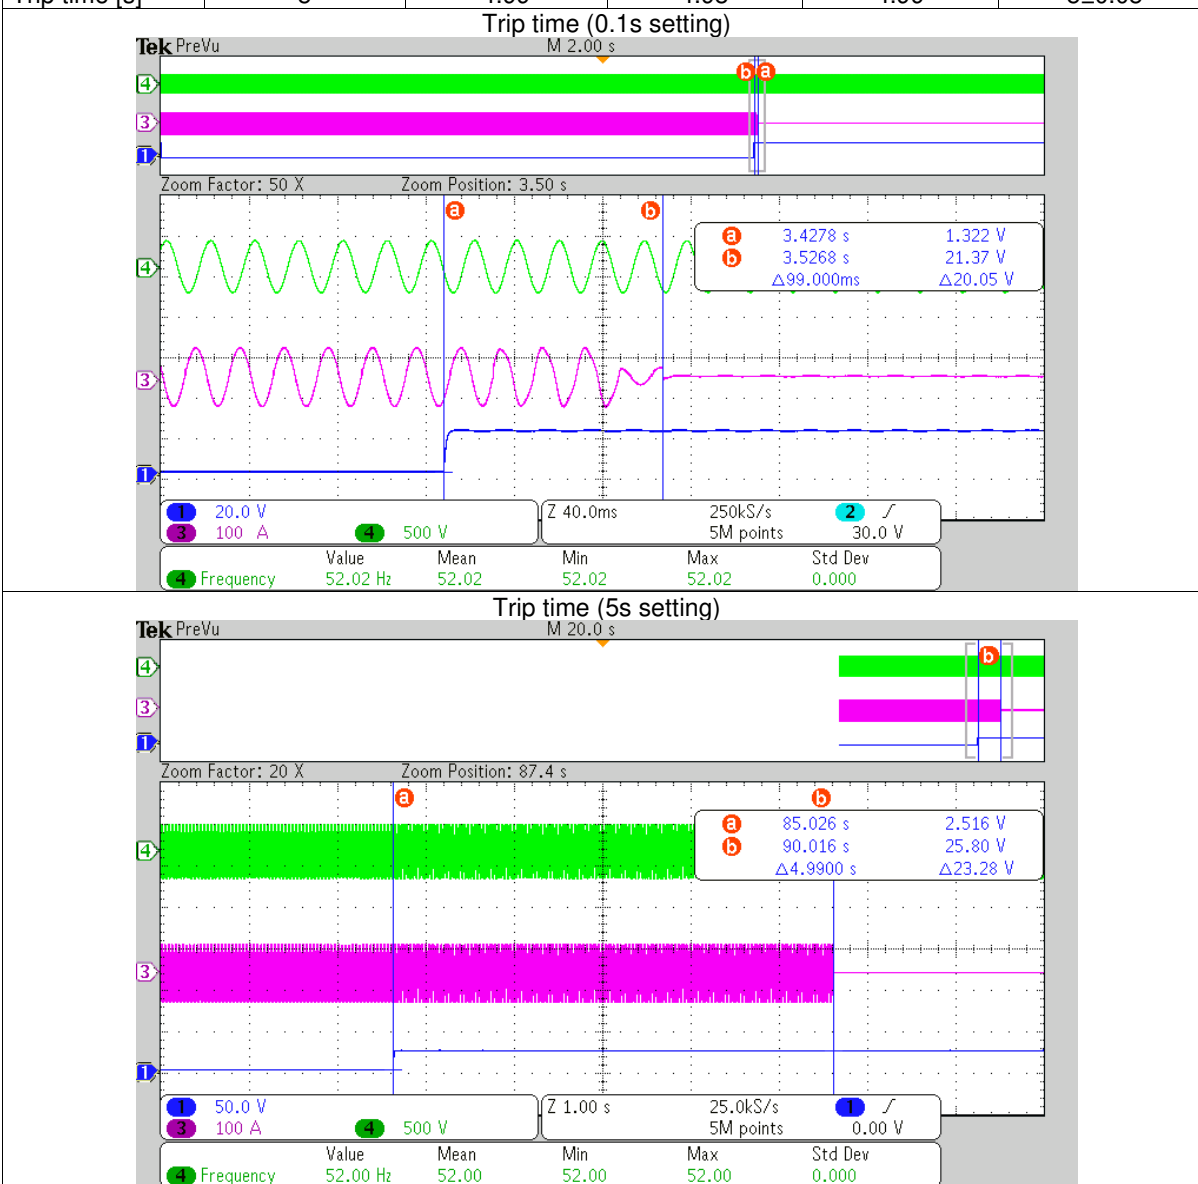 Trip time (0.1s setting)
Tek PreVu M 2.00 s
b a
4
3
1
Zoom Factor: 50 X Zoom Position: 3.50 s
a b
a 3.4278 s 1.322 V
b 3.5268 s 21.37 V
△99.000ms △20.05 V
4
3
1
1 20.0 V Z 40.0ms 250kS/s 2
3 100 A 4 500 V 5M points 30.0 V
Value Mean Min Max Std Dev
4 Frequency 52.02 Hz 52.02 52.02 52.02 0.000
Trip time (5s setting)
Tek PreVu M 20.0 s
b
4
3
1
Zoom Factor: 20 X Zoom Position: 87.4 s
a b
a 85.026 s 2.516 V
b 90.016 s 25.80 V
△4.9900 s △23.28 V
4
3
1
1 50.0 V Z 1.00 s 25.0kS/s 1
3 100 A 4 500 V 5M points 0.00 V
Value Mean Min Max Std Dev
4 Frequency 52.00 Hz 52.00 52.00 52.00 0.000